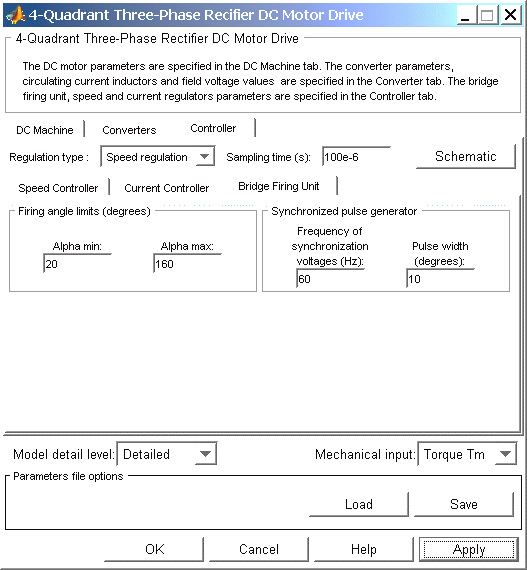 4-Quadrant Three-Phase Recifier DC Motor Drive
4-Quadrant Three-Phase Recifier DC Motor Drive
The DC motor parameters are specified in the DC Machine tab. The converter parameters,
circulating current inductors and field voltage values are specified in the Converter tab. The bridge
firing unit, speed and current regulators parameters are specified in the Controller tab.
DC Machine Converters Controller
Regulation type : Speed regulation Sampling time (s): 100e-6 Schematic
Speed Controller Current Controller Bridge Firing Unit
Firing angle limits (degrees) Synchronized pulse generator
Alpha min: Alpha max:
20 160
Frequency of
synchronization
voltages (Hz):
60
Pulse width
(degrees):
10
Model detail level: Detailed Mechanical input: Torque Tm
Parameters file options
Load Save
OK Cancel Help Apply